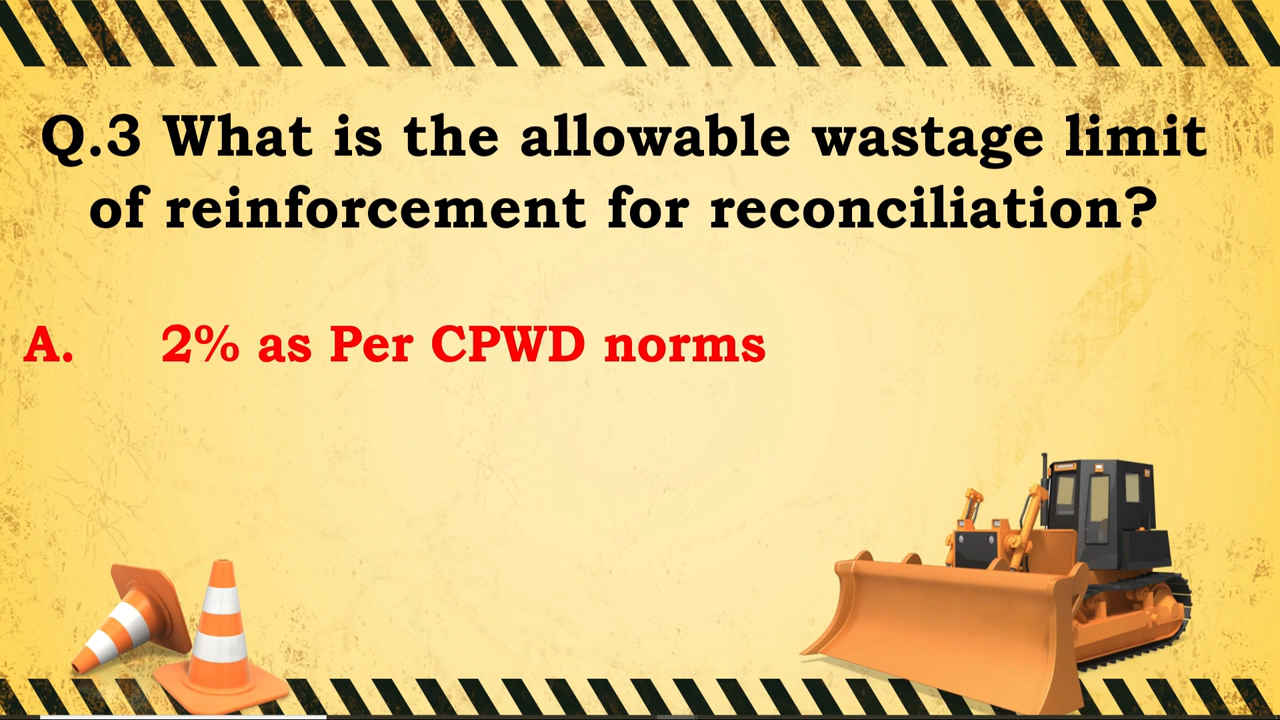 Q.3 What is the allowable wastage limit
of reinforcement for reconciliation?
A. 2% as Per CPWD norms